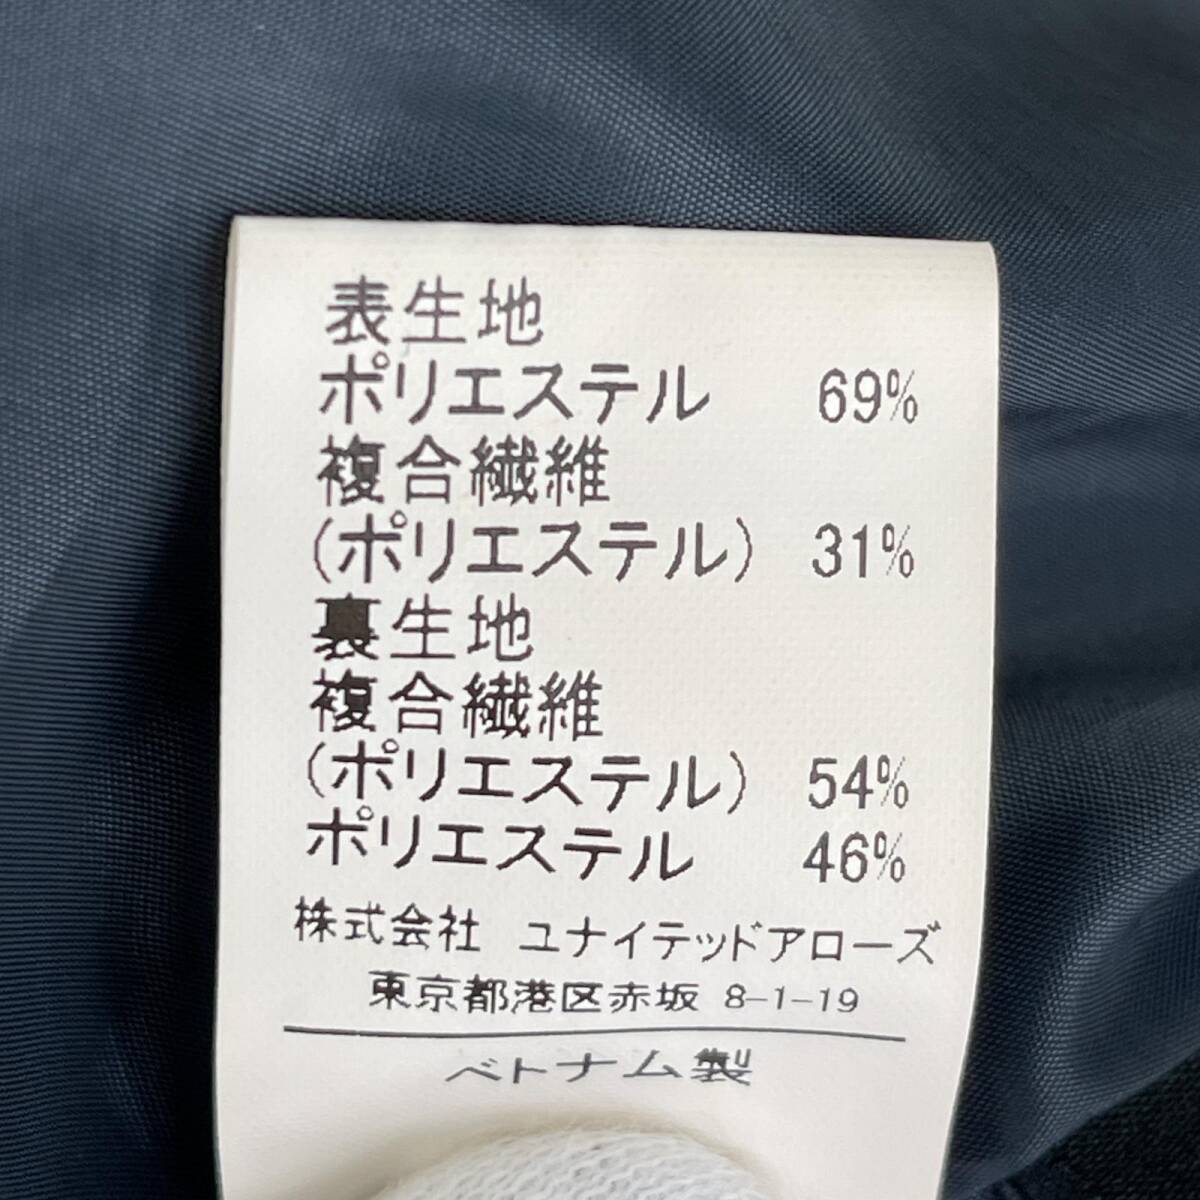 表生地
ポリエステル 69%
複合繊維
(ポリエステル) 31%
裏生地
複合繊維
(ポリエステル) 54%
ポリエステル 46%
株式会社 ユナイテッドアローズ
東京都港区赤坂 8-1-19
ベトナム製